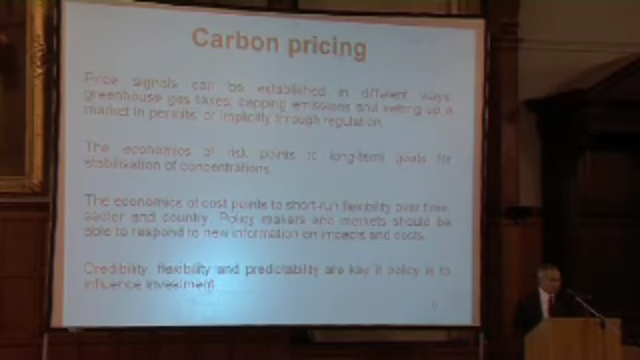 Carbon pricing
Price signals can be established in different ways:
greenhouse gas taxes; capping emissions and setting up a
market in permits; or implicitly through regulation.
The economics of risk points to long-term goals for
stabilisation of concentrations.
The economics of cost points to short-run flexibility over time,
sector and country. Policy makers and markets should be
able to respond to new information on impacts and costs.
Credibility, flexibility and predictability are key if policy is to
influence investment.